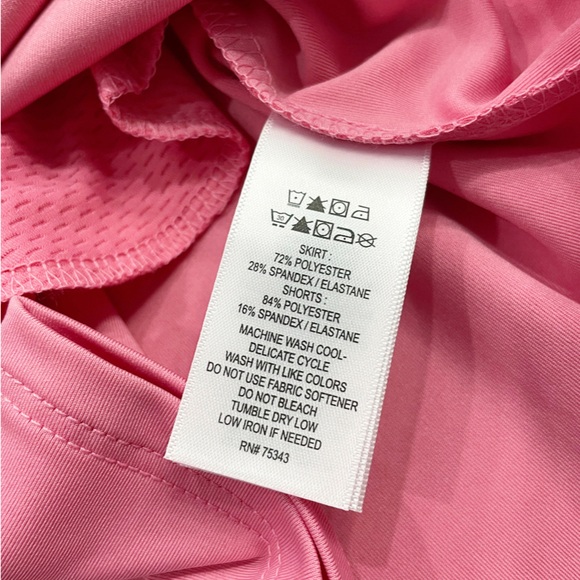 30
SKIRT :
72% POLYESTER
28% SPANDEX / ELASTANE
SHORTS :
84% POLYESTER
16% SPANDEX / ELASTANE
MACHINE WASH COOL-
DELICATE CYCLE
WASH WITH LIKE COLORS
DO NOT USE FABRIC SOFTENER
DO NOT BLEACH
TUMBLE DRY LOW
LOW IRON IF NEEDED
RN# 75343